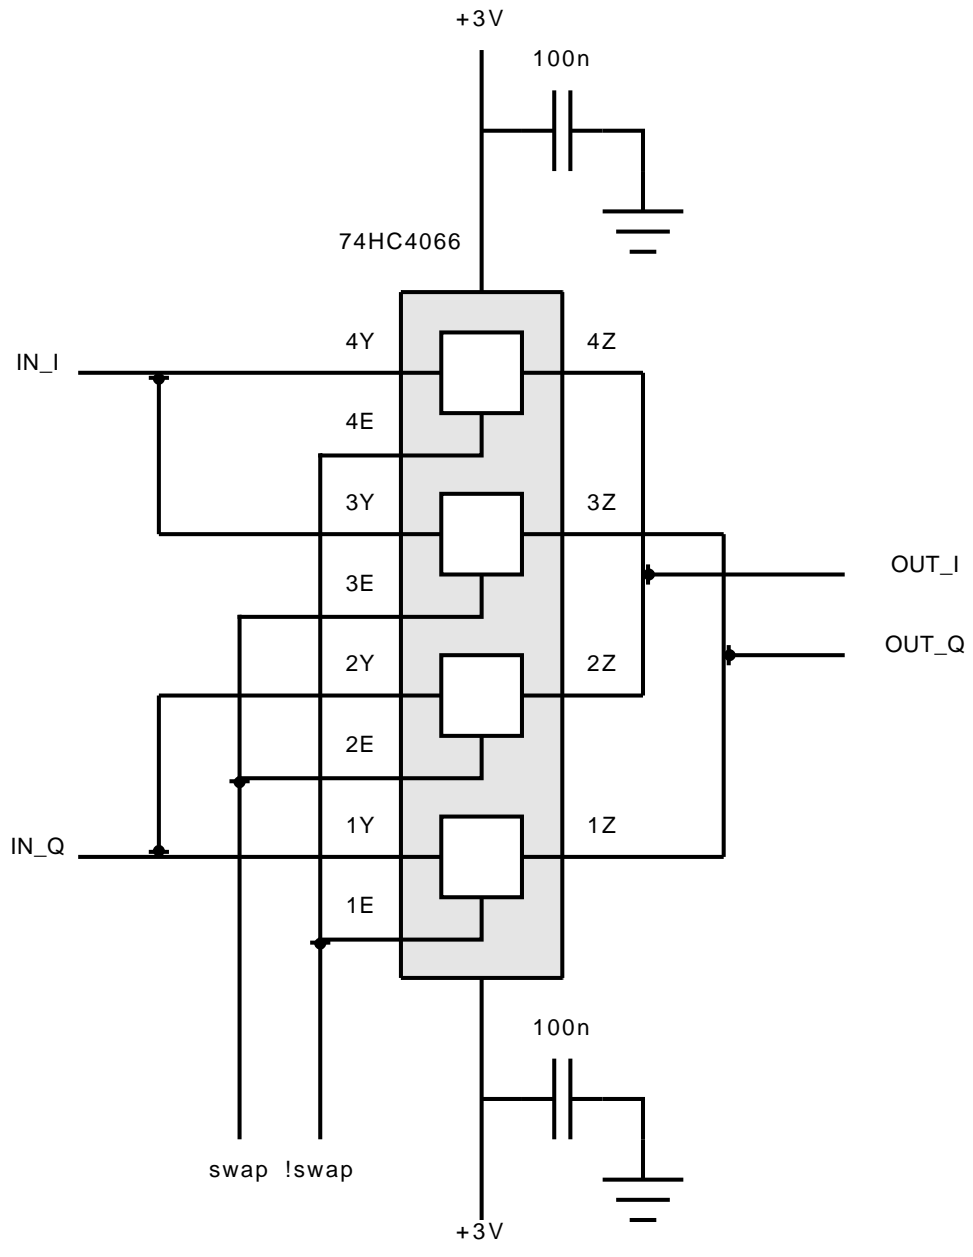 +3V
100n
74HC4066
4Y 4Z
IN_I
4E
3Y 3Z
3E
OUT_I
OUT_Q
2Y 2Z
2E
1Y 1Z
IN_Q
1E
100n
swap !swap
+3V